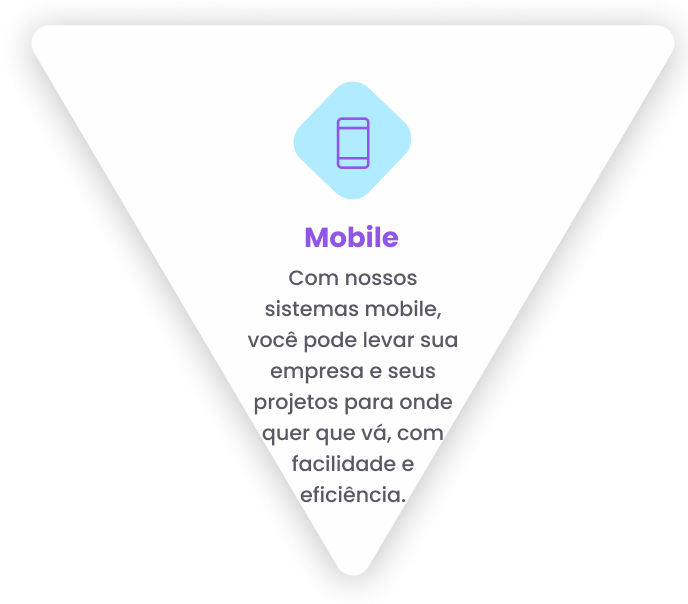 Mobile
Com nossos
sistemas mobile,
você pode levar sua
empresa e seus
projetos para onde
quer que vá, com
facilidade e
eficiência.